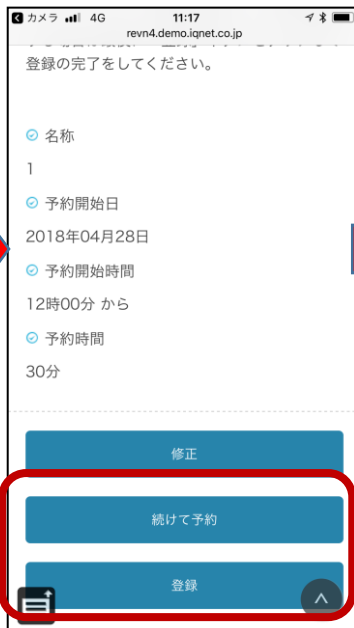 カメラ 4G 11:17
revn4.demo.iqnet.co.jp
登録の完了をしてください。
名称
1
予約開始日
2018年04月28日
予約開始時間
12時00分 から
予約時間
30分
修正
続けて予約
登録